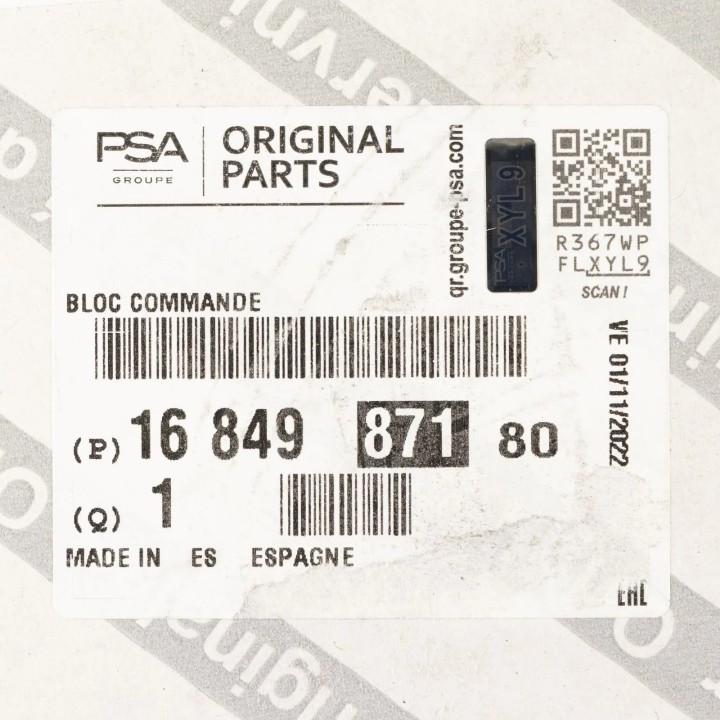 PSA
GROUPE
ORIGINAL
PARTS
qr.groupe-psa.com
PSA
XYL9
R367WP
FLXYL9
SCAN!
BLOC COMMANDE
VE 01/11/2022
(P) 16 849 871 80
(Q) 1
MADE IN ES ESPAGNE
EAC